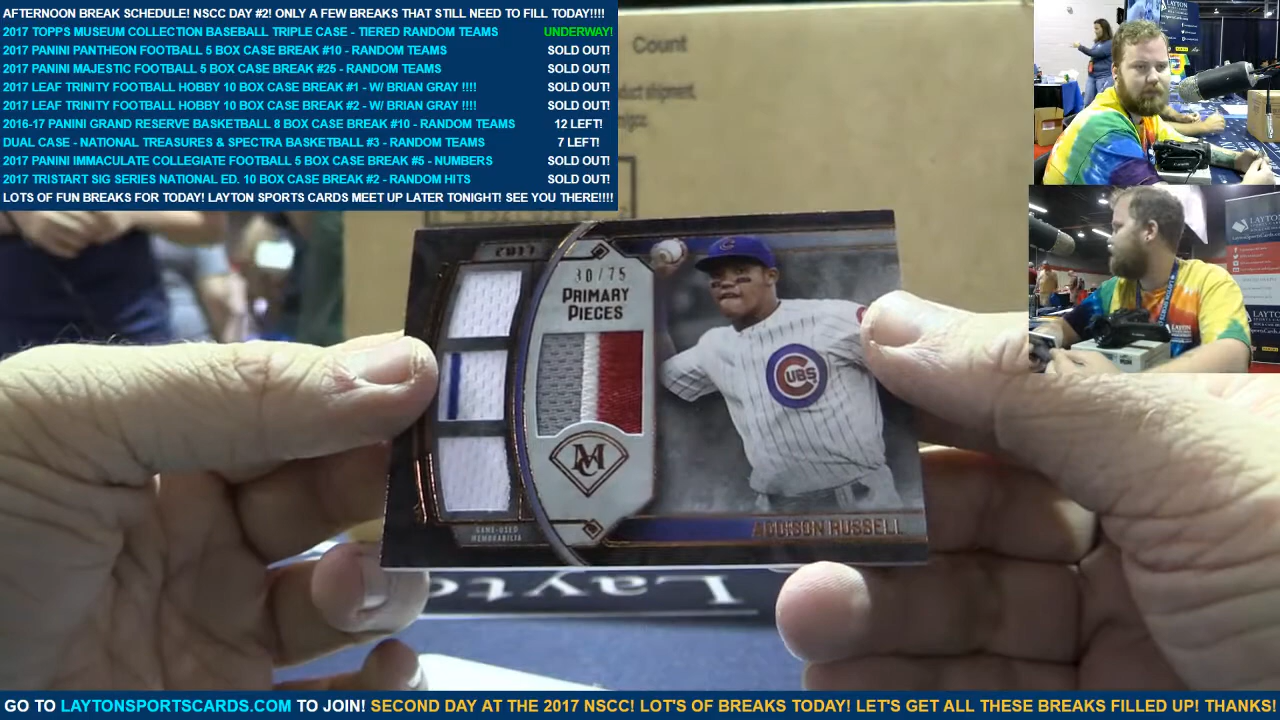 AFTERNOON BREAK SCHEDULE! NSCC DAY #2! ONLY A FEW BREAKS THAT STILL NEED TO FILL TODAY!!!!
2017 TOPPS MUSEUM COLLECTION BASEBALL TRIPLE CASE - TIERED RANDOM TEAMS UNDERWAY!
2017 PANINI PANTHEON FOOTBALL 5 BOX CASE BREAK #10 - RANDOM TEAMS SOLD OUT!
2017 PANINI MAJESTIC FOOTBALL 5 BOX CASE BREAK #25 - RANDOM TEAMS SOLD OUT!
2017 LEAF TRINITY FOOTBALL HOBBY 10 BOX CASE BREAK #1 - W/ BRIAN GRAY !!!! SOLD OUT!
2017 LEAF TRINITY FOOTBALL HOBBY 10 BOX CASE BREAK #2 - W/ BRIAN GRAY !!!! SOLD OUT!
2016-17 PANINI GRAND RESERVE BASKETBALL 8 BOX CASE BREAK #10 - RANDOM TEAMS 12 LEFT!
DUAL CASE - NATIONAL TREASURES & SPECTRA BASKETBALL #3 - RANDOM TEAMS 7 LEFT!
2017 PANINI IMMACULATE COLLEGIATE FOOTBALL 5 BOX CASE BREAK #5 - NUMBERS SOLD OUT!
2017 TRISTART SIG SERIES NATIONAL ED. 10 BOX CASE BREAK #2 - RANDOM HITS SOLD OUT!
LOTS OF FUN BREAKS FOR TODAY! LAYTON SPORTS CARDS MEET UP LATER TONIGHT! SEE YOU THERE!!!!
Count
shipment.
30/75
PRIMARY
PIECES
CUBS
MC
ADDISON RUSSELL
GAME-USED
MEMORABILIA
LAYTON
LAYTON
GO TO LAYTONSPORTSCARDS.COM TO JOIN! SECOND DAY AT THE 2017 NSCC! LOT'S OF BREAKS TODAY! LET'S GET ALL THESE BREAKS FILLED UP! THANKS!